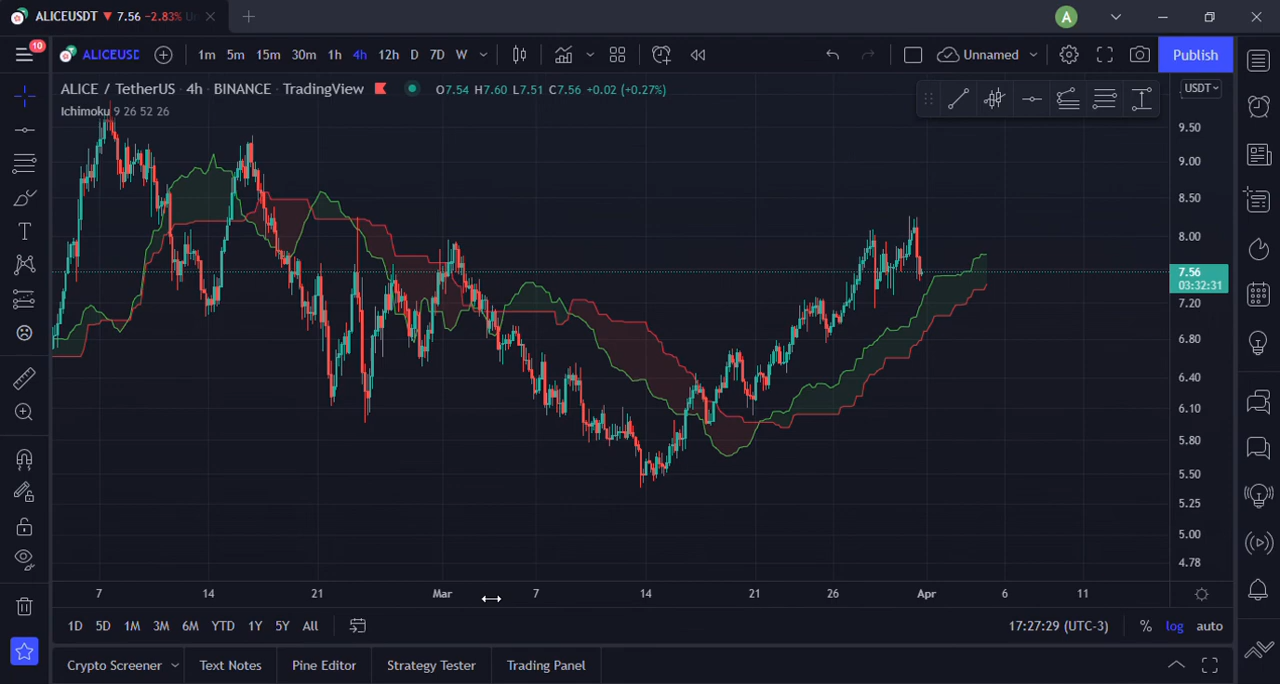 ALICEUSDT ▼ 7.56 −2.83%
A
10
ALICEUSD 1m 5m 15m 30m 1h 4h 12h D 7D W Unnamed Publish
ALICE / TetherUS · 4h · BINANCE · TradingView O7.54 H7.60 L7.51 C7.56 +0.02 (+0.27%)
USDT
Ichimoku 9 26 52 26
9.50
9.00
8.50
8.00
7.56
03:32:31
7.20
6.80
6.40
6.10
5.80
5.50
5.25
5.00
4.78
7 14 21 Mar 7 14 21 26 Apr 6 11
1D 5D 1M 3M 6M YTD 1Y 5Y All 17:27:29 (UTC-3) % log auto
Crypto Screener Text Notes Pine Editor Strategy Tester Trading Panel